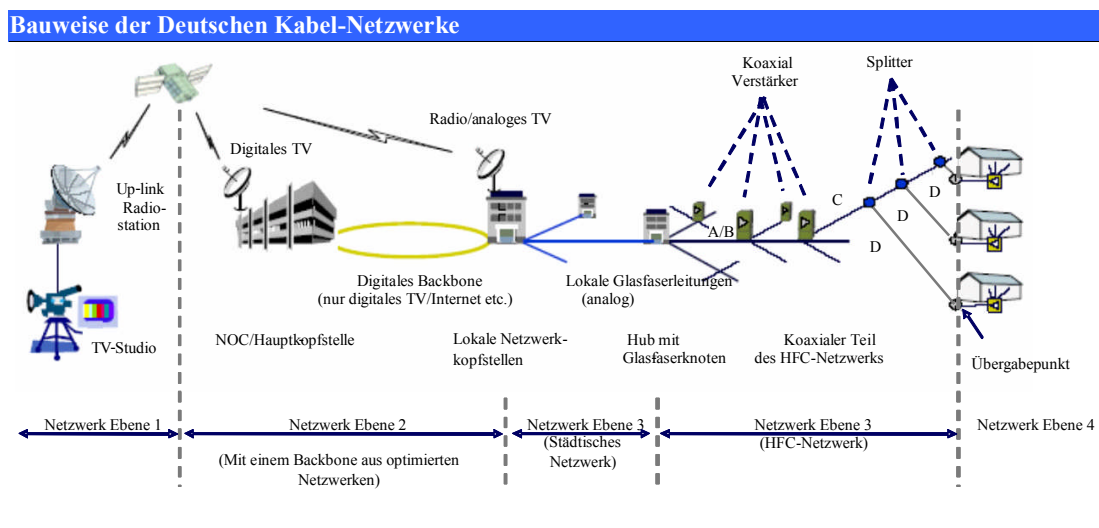 Bauweise der Deutschen Kabel-Netzwerke
Koaxial
Verstärker
Splitter
Radio/analoges TV
Digitales TV
Up-link
Radio-
station
C
D
D
D
A/B
Digitales Backbone
(nur digitales TV/Internet etc.)
Lokale Glasfaserleitungen
(analog)
TV-Studio
NOC/Hauptkopfstelle
Lokale Netzwerk-
kopfstellen
Hub mit
Glasfaserknoten
Koaxialer Teil
des HFC-Netzwerks
Übergabepunkt
Netzwerk Ebene 1
Netzwerk Ebene 2
(Mit einem Backbone aus optimierten
Netzwerken)
Netzwerk Ebene 3
(Städtisches
Netzwerk)
Netzwerk Ebene 3
(HFC-Netzwerk)
Netzwerk Ebene 4